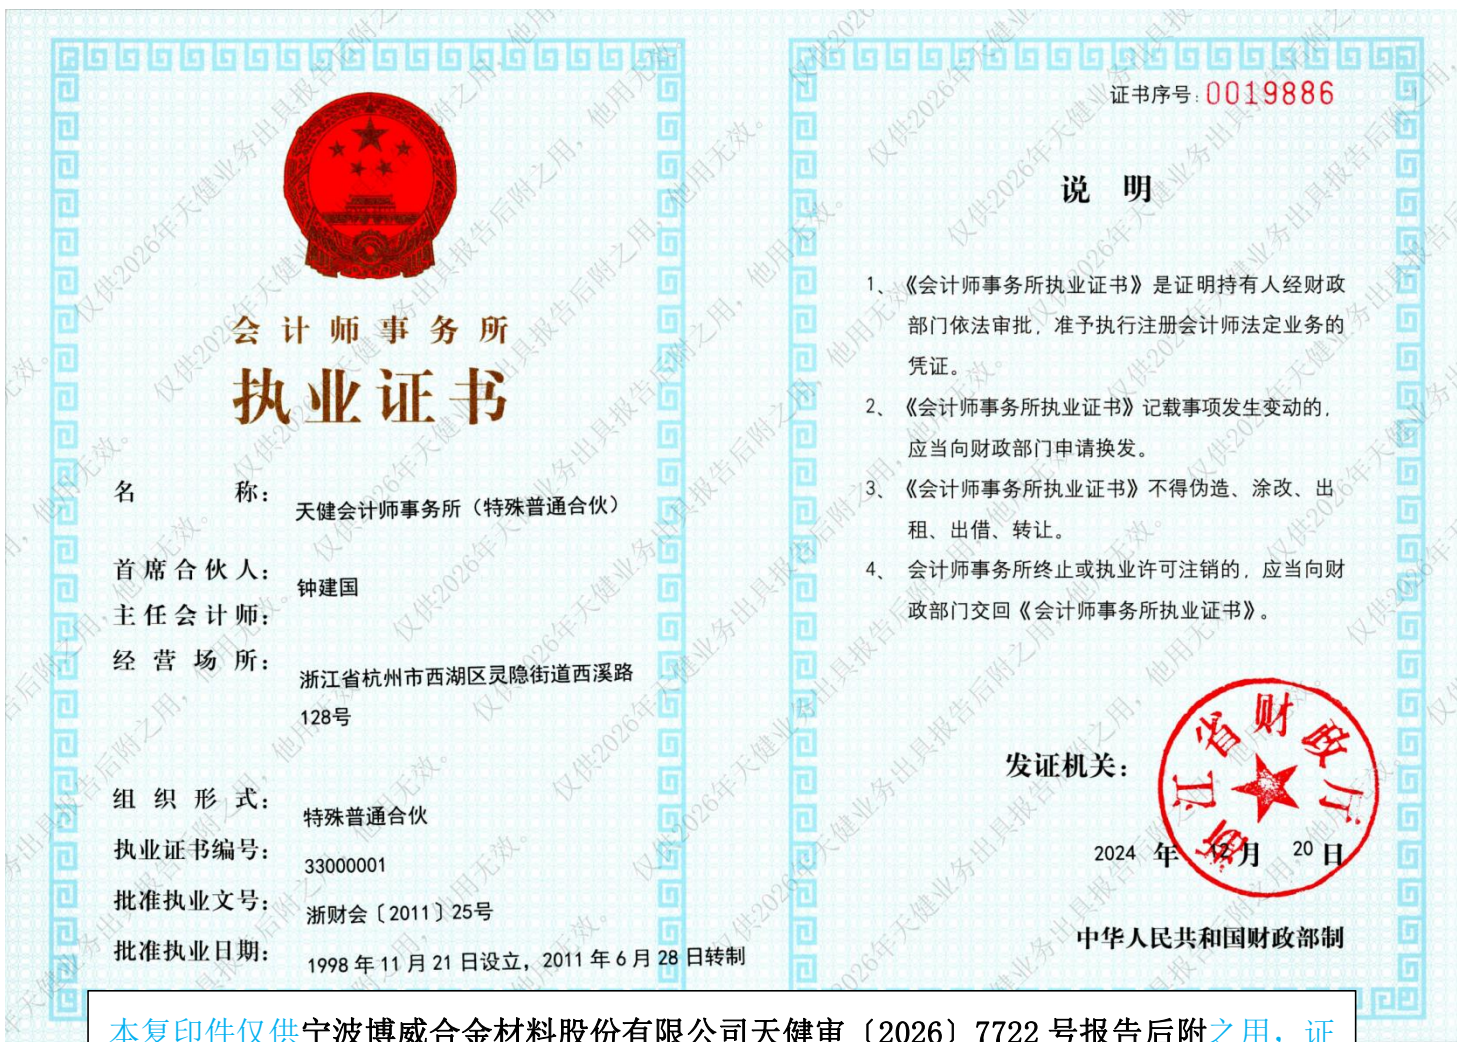 会计师事务所
执业证书
名称：天健会计师事务所（特殊普通合伙）
首席合伙人：钟建国
主任会计师：
经营场所：浙江省杭州市西湖区灵隐街道西溪路
128号
组织形式：特殊普通合伙
执业证书编号：33000001
批准执业文号：浙财会〔2011〕25号
批准执业日期：1998年11月21日设立，2011年6月28日转制
证书序号：0019886
说明
1、《会计师事务所执业证书》是证明持有人经财政
部门依法审批，准予执行注册会计师法定业务的
凭证。
2、《会计师事务所执业证书》记载事项发生变动的，
应当向财政部门申请换发。
3、《会计师事务所执业证书》不得伪造、涂改、出
租、出借、转让。
4、会计师事务所终止或执业许可注销的，应当向财
政部门交回《会计师事务所执业证书》。
发证机关：
浙江省财政厅
2024年12月20日
中华人民共和国财政部制
本复印件仅供宁波博威合金材料股份有限公司天健审〔2026〕7722号报告后附之用，证
仅供2026年天健业务出具报告后附之用，他用无效。